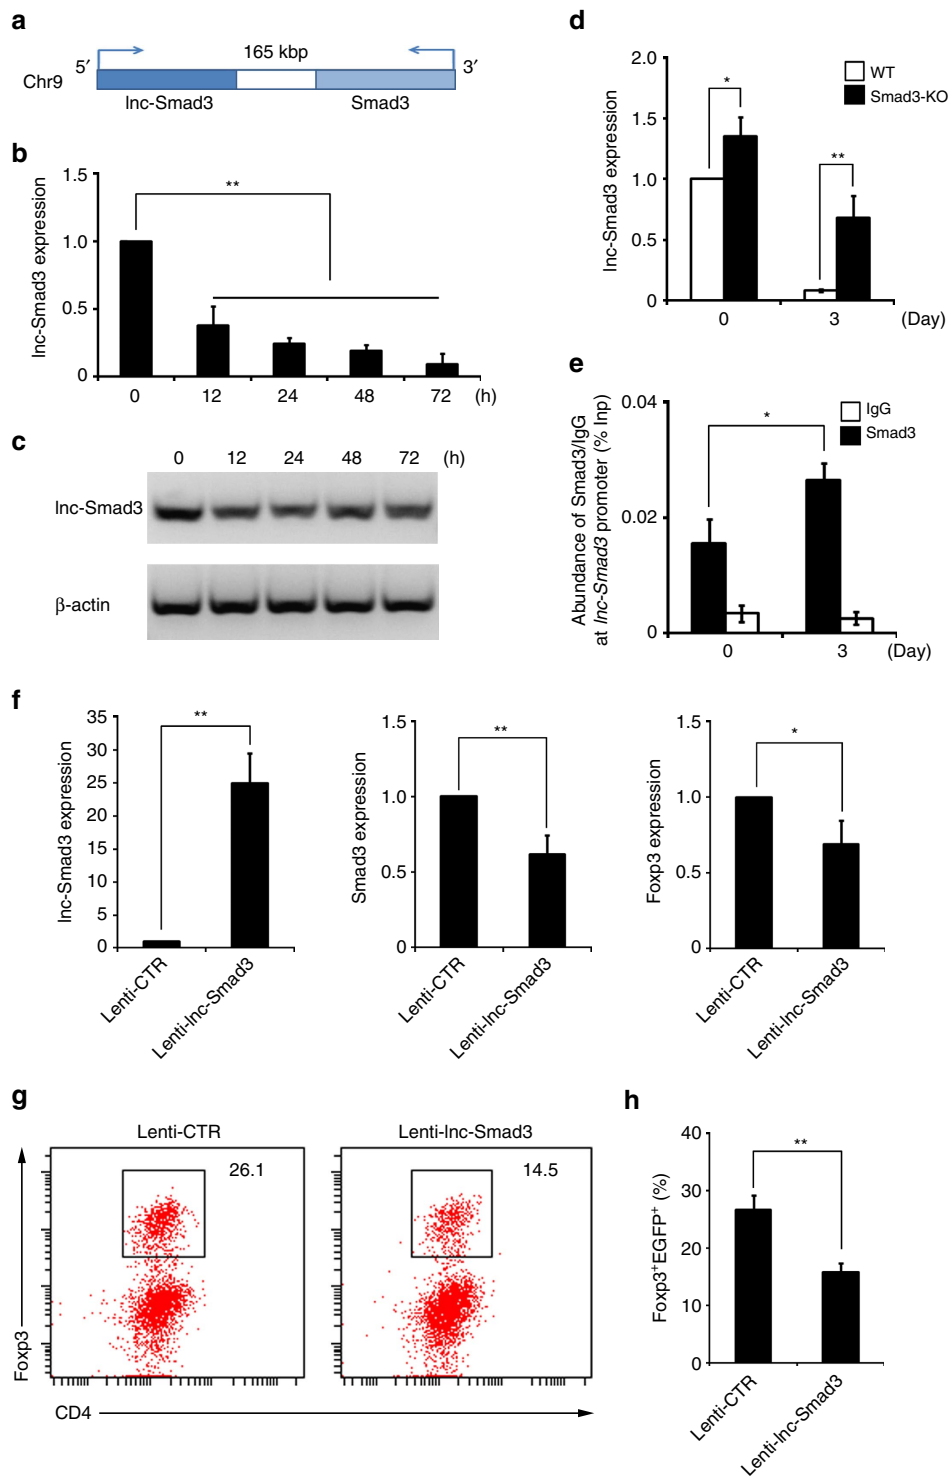 a
165 kbp
5′
3′
Chr9
lnc-Smad3
Smad3
b
lnc-Smad3 expression
1.5
1.0
0.5
0
**
0 12 24 48 72 (h)
c
0 12 24 48 72 (h)
lnc-Smad3
β-actin
d
lnc-Smad3 expression
2.0
1.5
1.0
0.5
0
*
**
WT
Smad3-KO
0 3 (Day)
e
Abundance of Smad3/IgG
at lnc-Smad3 promoter (% Inp)
0.04
0.02
0
*
IgG
Smad3
0 3 (Day)
f
lnc-Smad3 expression
35
30
25
20
15
10
5
0
**
Lenti-CTR
Lenti-lnc-Smad3
Smad3 expression
1.5
1.0
0.5
0
**
Lenti-CTR
Lenti-lnc-Smad3
Foxp3 expression
1.5
1.0
0.5
0
*
Lenti-CTR
Lenti-lnc-Smad3
g
Lenti-CTR
Lenti-lnc-Smad3
26.1
14.5
Foxp3
CD4
h
Foxp3⁺EGFP⁺ (%)
40
30
20
10
0
**
Lenti-CTR
Lenti-lnc-Smad3